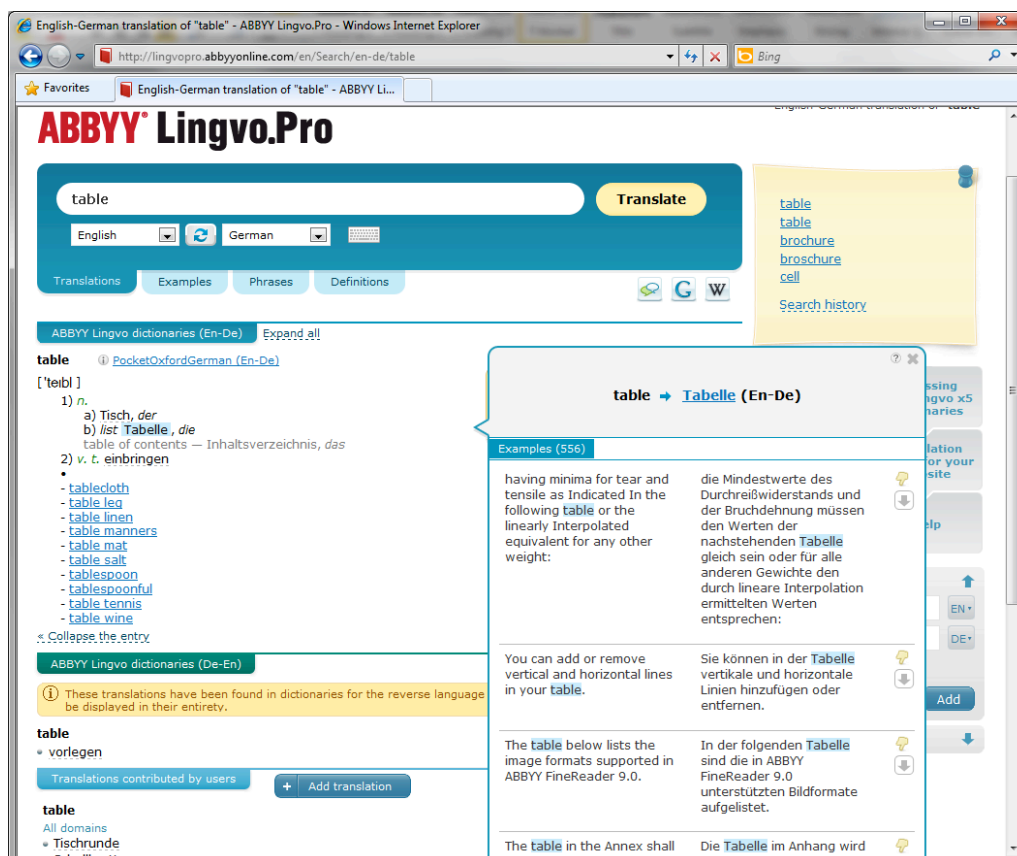 English-German translation of "table" - ABBYY Lingvo.Pro - Windows Internet Explorer
http://lingvopro.abbyyonline.com/en/Search/en-de/table
Bing
Favorites
English-German translation of "table" - ABBYY Li...
English-German translation of "table"
ABBYY® Lingvo.Pro
table
Translate
English
German
Translations
Examples
Phrases
Definitions
G
W
table
table
brochure
broschure
cell
Search history
ABBYY Lingvo dictionaries (En-De)
Expand all
table
PocketOxfordGerman (En-De)
['teıbl ]
1) n.
a) Tisch, der
b) list Tabelle , die
table of contents — Inhaltsverzeichnis, das
2) v. t. einbringen
•
- tablecloth
- table leg
- table linen
- table manners
- table mat
- table salt
- tablespoon
- tablespoonful
- table tennis
- table wine
« Collapse the entry
ABBYY Lingvo dictionaries (De-En)
These translations have been found in dictionaries for the reverse language
be displayed in their entirety.
table
• vorlegen
Translations contributed by users
+ Add translation
table
All domains
• Tischrunde
?
table → Tabelle (En-De)
Examples (556)
having minima for tear and
tensile as Indicated In the
following table or the
linearly Interpolated
equivalent for any other
weight:
die Mindestwerte des
Durchreißwiderstands und
der Bruchdehnung müssen
den Werten der
nachstehenden Tabelle
gleich sein oder für alle
anderen Gewichte den
durch lineare Interpolation
ermittelten Werten
entsprechen:
You can add or remove
vertical and horizontal lines
in your table.
Sie können in der Tabelle
vertikale und horizontale
Linien hinzufügen oder
entfernen.
The table below lists the
image formats supported in
ABBYY FineReader 9.0.
In der folgenden Tabelle
sind die in ABBYY
FineReader 9.0
unterstützten Bildformate
aufgelistet.
The table in the Annex shall
Die Tabelle im Anhang wird
EN
DE
Add